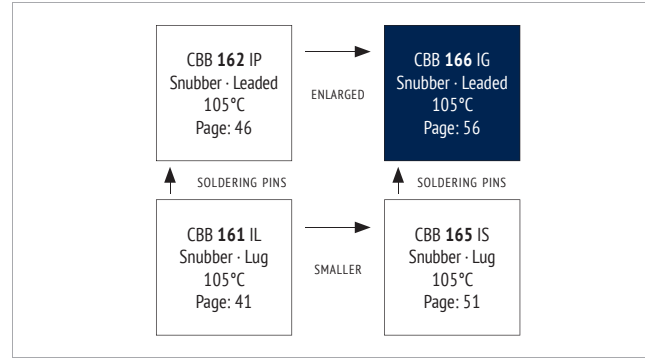 CBB 162 IP
Snubber · Leaded
105°C
Page: 46
ENLARGED
CBB 166 IG
Snubber · Leaded
105°C
Page: 56
SOLDERING PINS
SOLDERING PINS
CBB 161 IL
Snubber · Lug
105°C
Page: 41
SMALLER
CBB 165 IS
Snubber · Lug
105°C
Page: 51